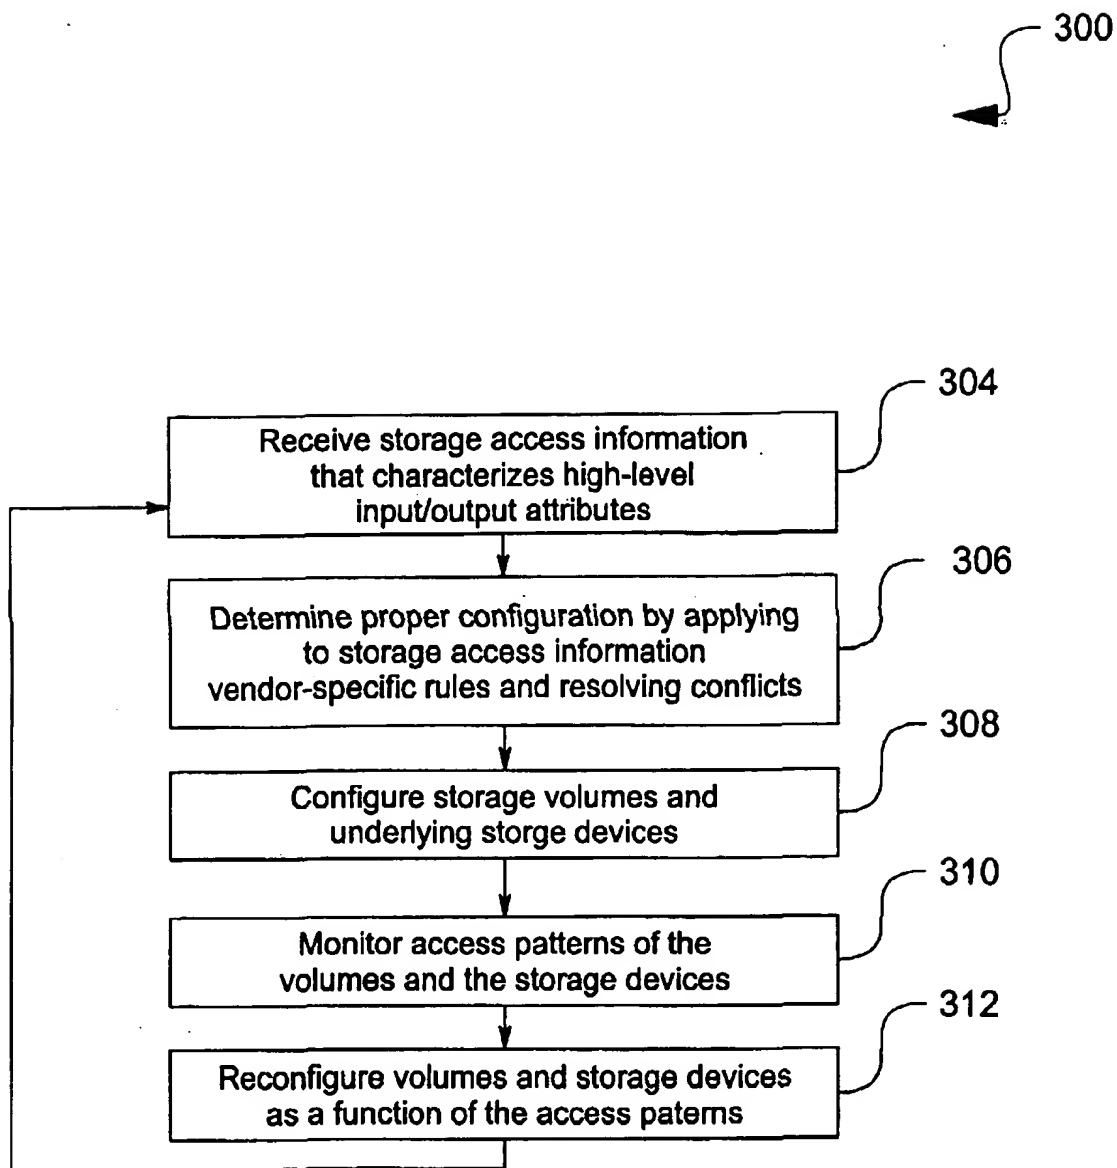 300
304
Receive storage access information
that characterizes high-level
input/output attributes
306
Determine proper configuration by applying
to storage access information
vendor-specific rules and resolving conflicts
308
Configure storage volumes and
underlying storge devices
310
Monitor access patterns of the
volumes and the storage devices
312
Reconfigure volumes and storage devices
as a function of the access paterns